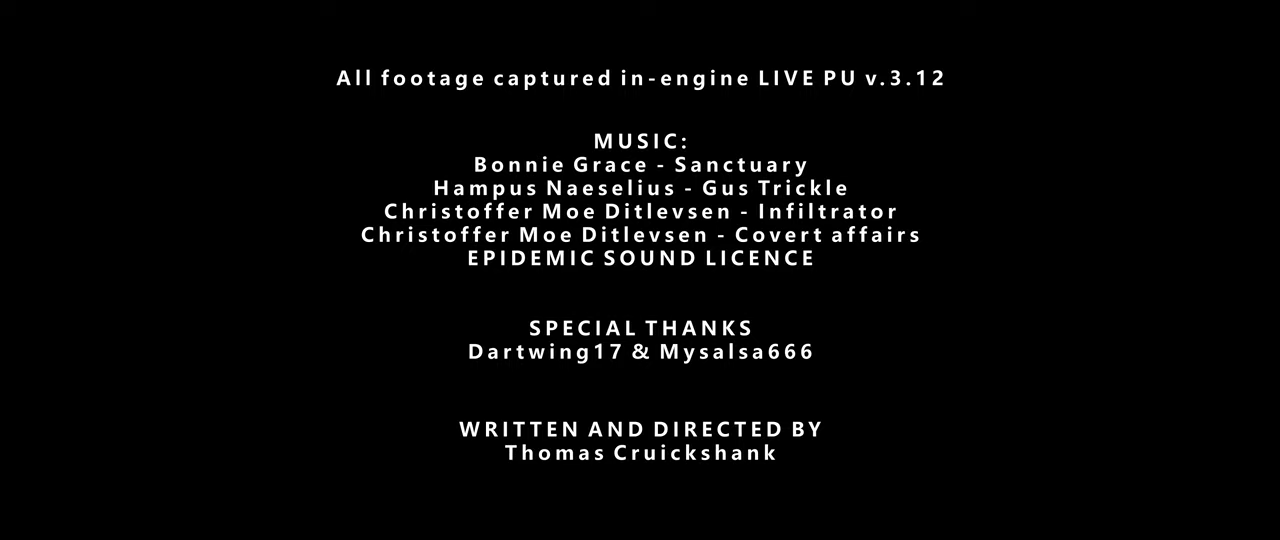 All footage captured in-engine LIVE PU v.3.12
MUSIC:
Bonnie Grace - Sanctuary
Hampus Naeselius - Gus Trickle
Christoffer Moe Ditlevsen - Infiltrator
Christoffer Moe Ditlevsen - Covert affairs
EPIDEMIC SOUND LICENCE
SPECIAL THANKS
Dartwing17 & Mysalsa666
WRITTEN AND DIRECTED BY
Thomas Cruickshank